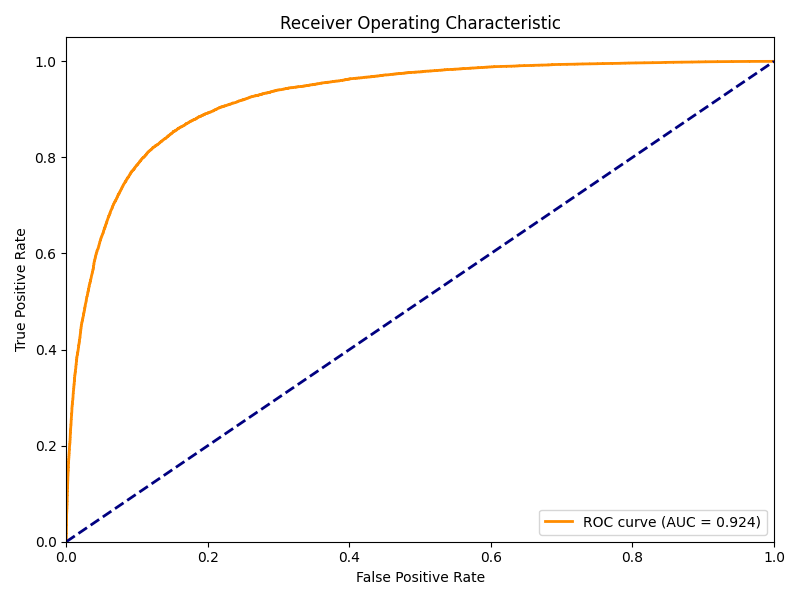 Receiver Operating Characteristic
True Positive Rate
1.0
0.8
0.6
0.4
0.2
0.0
0.0 0.2 0.4 0.6 0.8 1.0
False Positive Rate
ROC curve (AUC = 0.924)